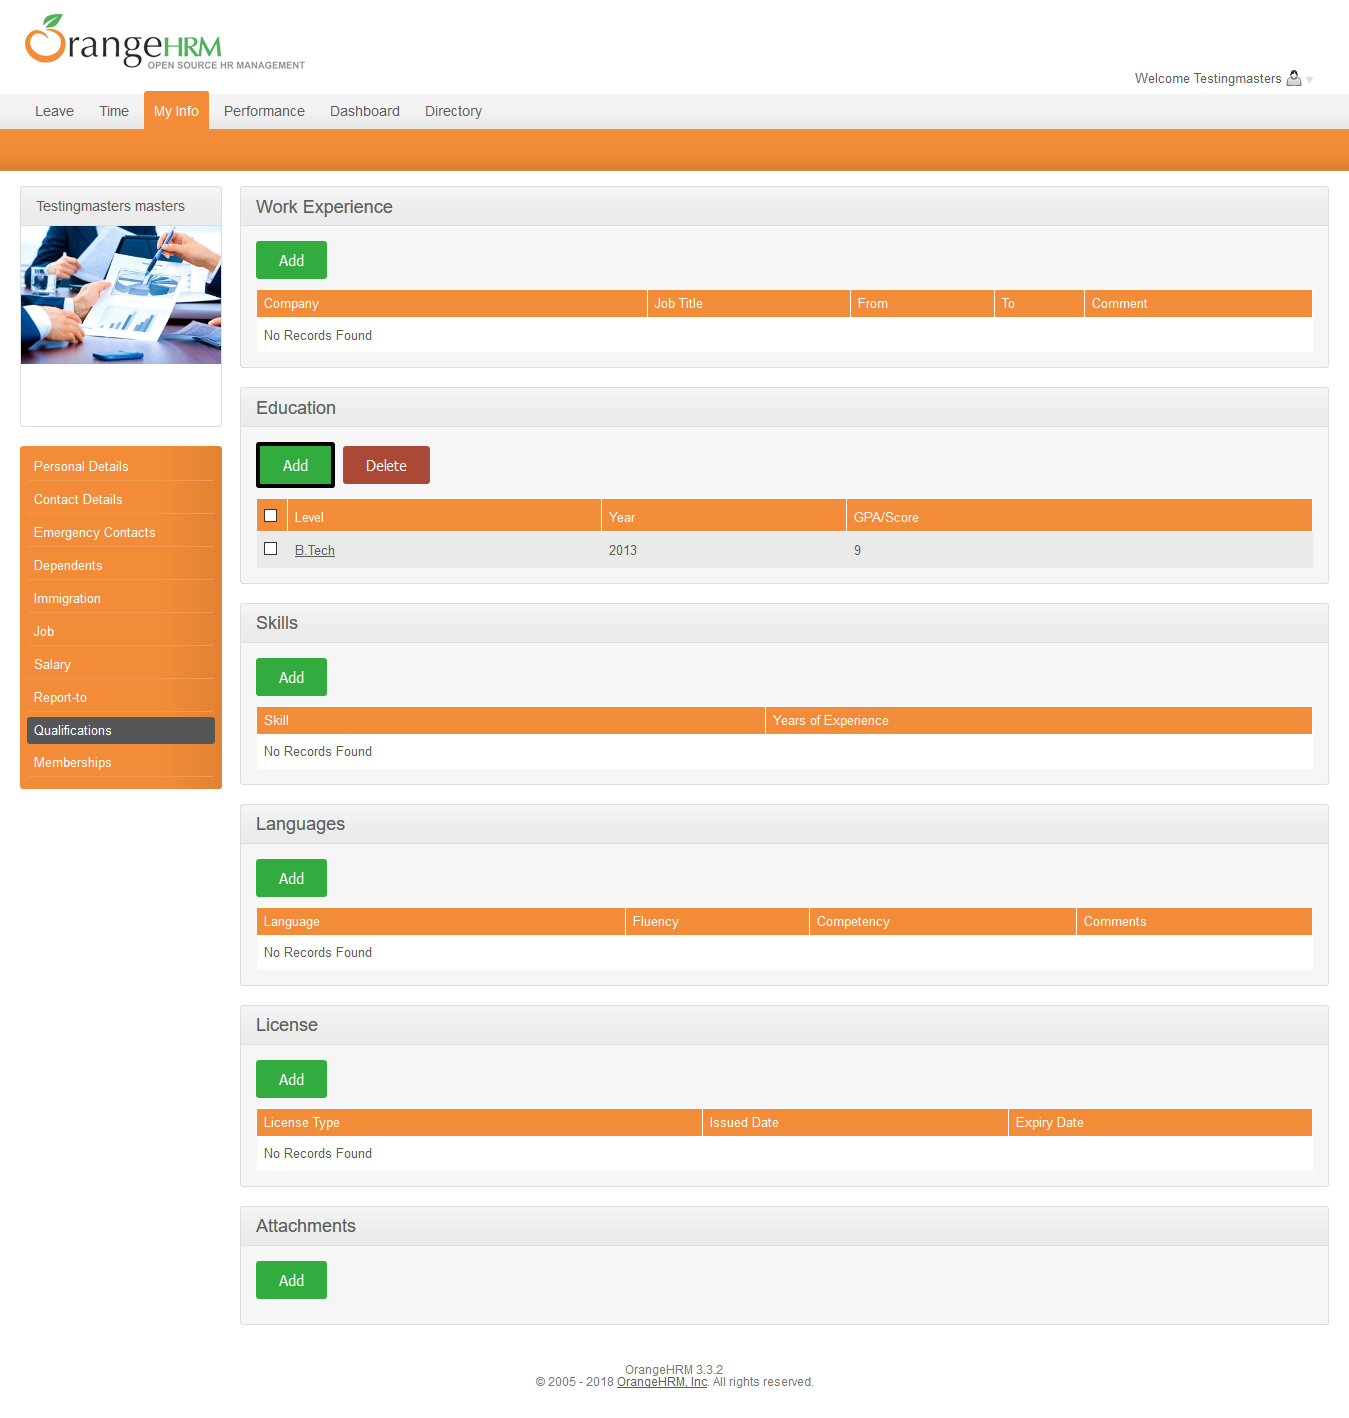 OrangeHRM
OPEN SOURCE HR MANAGEMENT
Welcome Testingmasters
Leave Time My Info Performance Dashboard Directory
Testingmasters masters
Personal Details
Contact Details
Emergency Contacts
Dependents
Immigration
Job
Salary
Report-to
Qualifications
Memberships
Work Experience
Add
Company Job Title From To Comment
No Records Found
Education
Add Delete
Level Year GPA/Score
B.Tech 2013 9
Skills
Add
Skill Years of Experience
No Records Found
Languages
Add
Language Fluency Competency Comments
No Records Found
License
Add
License Type Issued Date Expiry Date
No Records Found
Attachments
Add
OrangeHRM 3.3.2
© 2005 - 2018 OrangeHRM, Inc. All rights reserved.